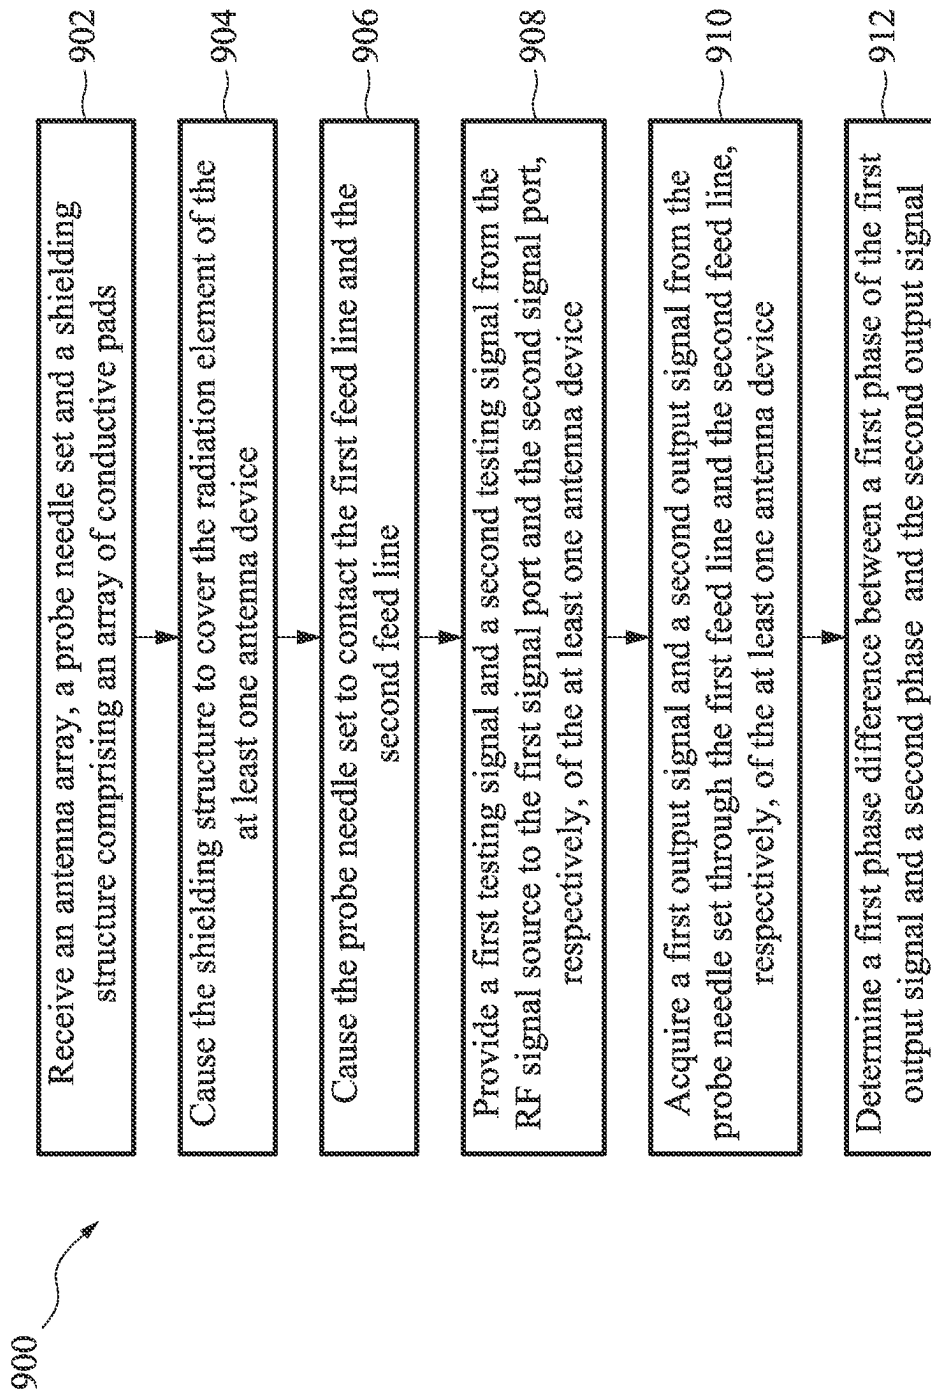 900
Receive an antenna array, a probe needle set and a shielding
structure comprising an array of conductive pads
902
Cause the shielding structure to cover the radiation element of the
at least one antenna device
904
Cause the probe needle set to contact the first feed line and the
second feed line
906
Provide a first testing signal and a second testing signal from the
RF signal source to the first signal port and the second signal port,
respectively, of the at least one antenna device
908
Acquire a first output signal and a second output signal from the
probe needle set through the first feed line and the second feed line,
respectively, of the at least one antenna device
910
Determine a first phase difference between a first phase of the first
output signal and a second phase and the second output signal
912